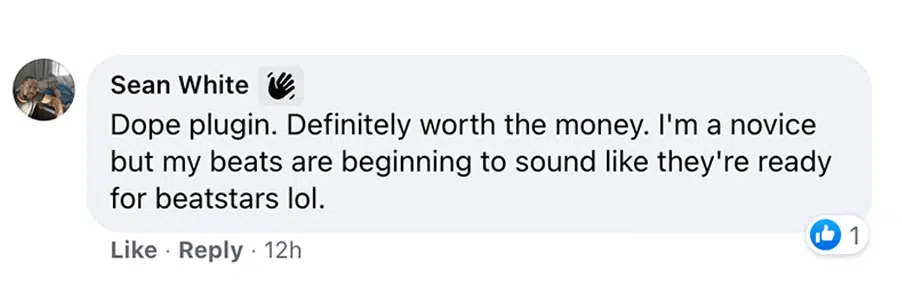 Sean White
Dope plugin. Definitely worth the money. I'm a novice
but my beats are beginning to sound like they're ready
for beatstars lol.
Like · Reply · 12h
1